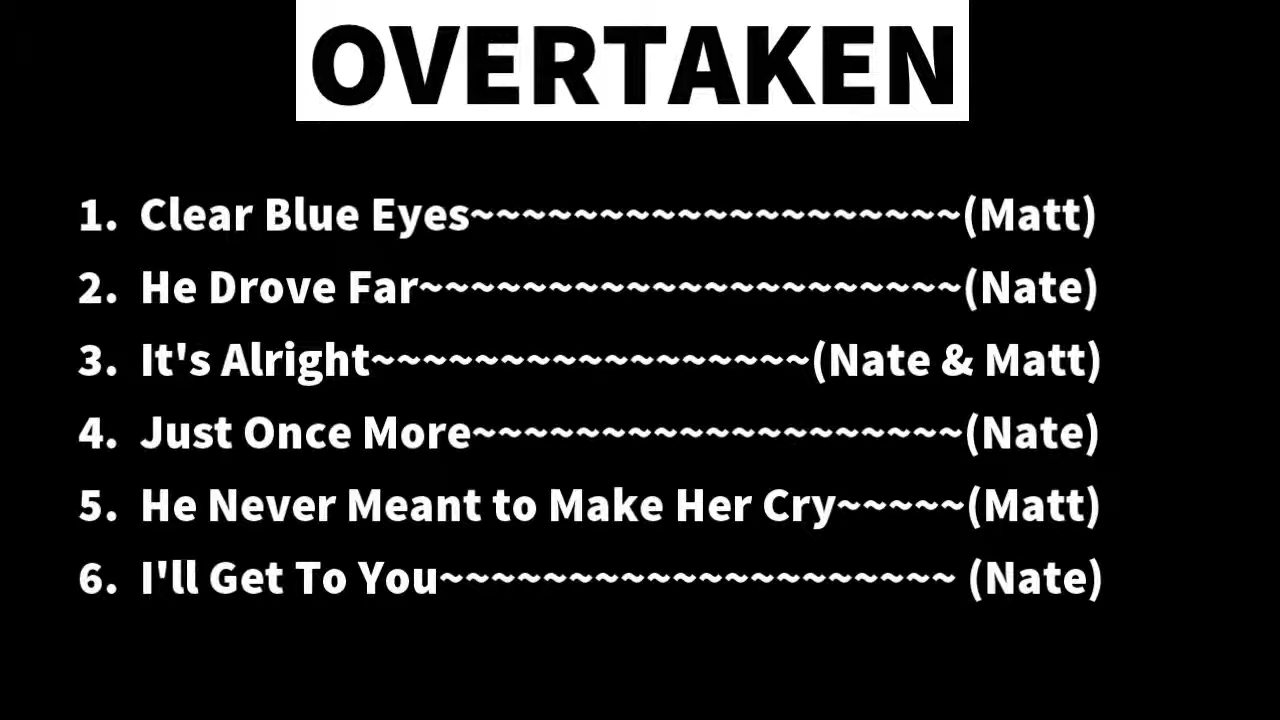 OVERTAKEN
1. Clear Blue Eyes~~~~~~~~~~~~~~~~~~~(Matt)
2. He Drove Far~~~~~~~~~~~~~~~~~~~~~(Nate)
3. It's Alright~~~~~~~~~~~~~~~~~(Nate & Matt)
4. Just Once More~~~~~~~~~~~~~~~~~~~(Nate)
5. He Never Meant to Make Her Cry~~~~~(Matt)
6. I'll Get To You~~~~~~~~~~~~~~~~~~~~ (Nate)